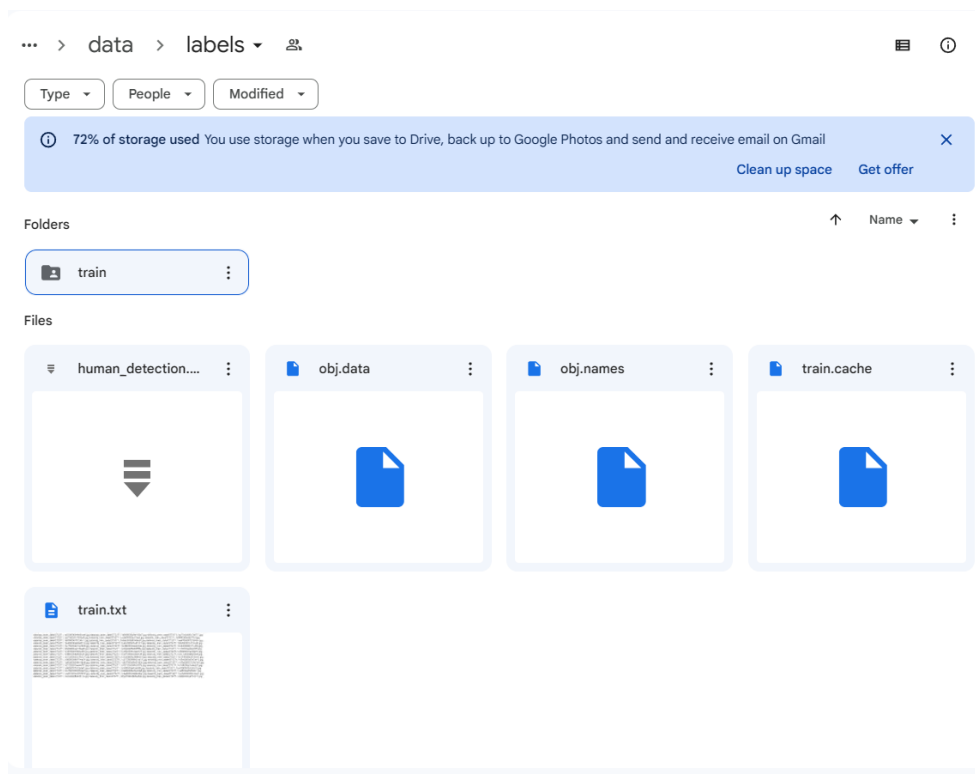 ... > data > labels
Type People Modified
72% of storage used You use storage when you save to Drive, back up to Google Photos and send and receive email on Gmail
Clean up space Get offer
Folders
Name
train
Files
human_detection....
obj.data
obj.names
train.cache
train.txt